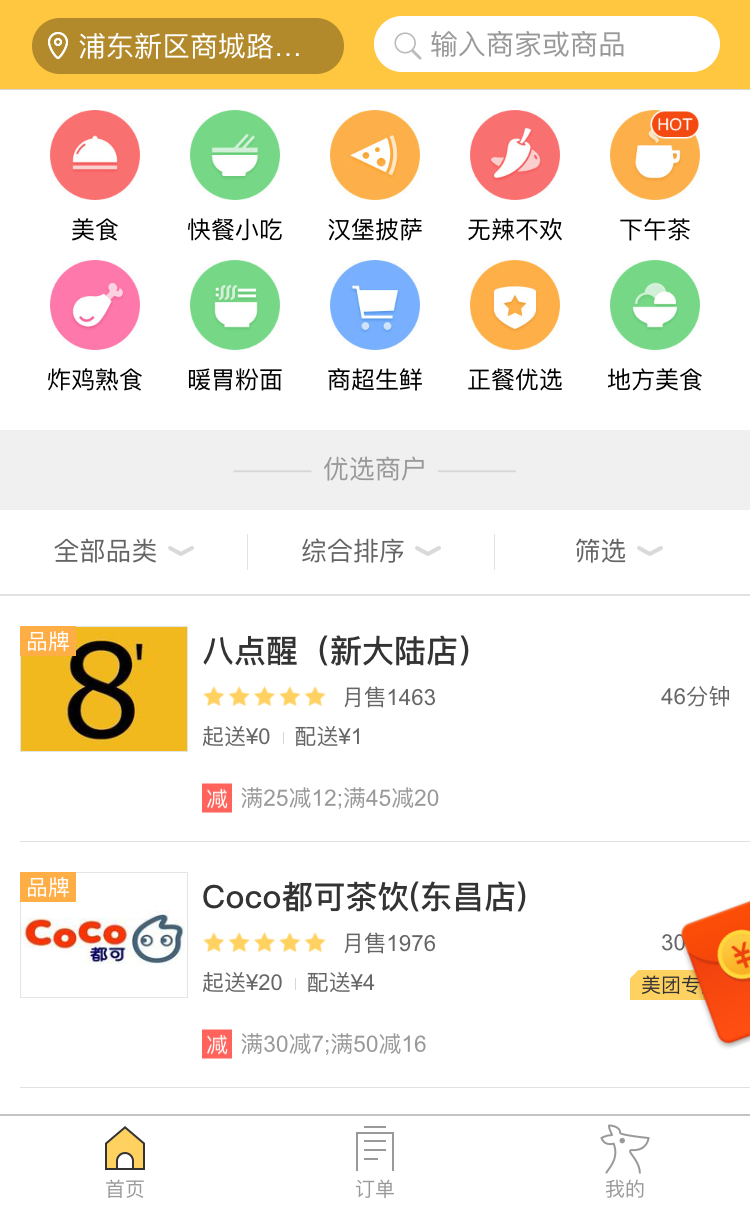 浦东新区商城路…
输入商家或商品
HOT
美食
快餐小吃
汉堡披萨
无辣不欢
下午茶
炸鸡熟食
暖胃粉面
商超生鲜
正餐优选
地方美食
优选商户
全部品类
综合排序
筛选
品牌
8'
八点醒（新大陆店）
月售1463
46分钟
起送¥0
配送¥1
减 满25减12;满45减20
品牌
CoCo
都可
Coco都可茶饮(东昌店)
月售1976
30
起送¥20
配送¥4
美团专
¥
减 满30减7;满50减16
首页
订单
我的